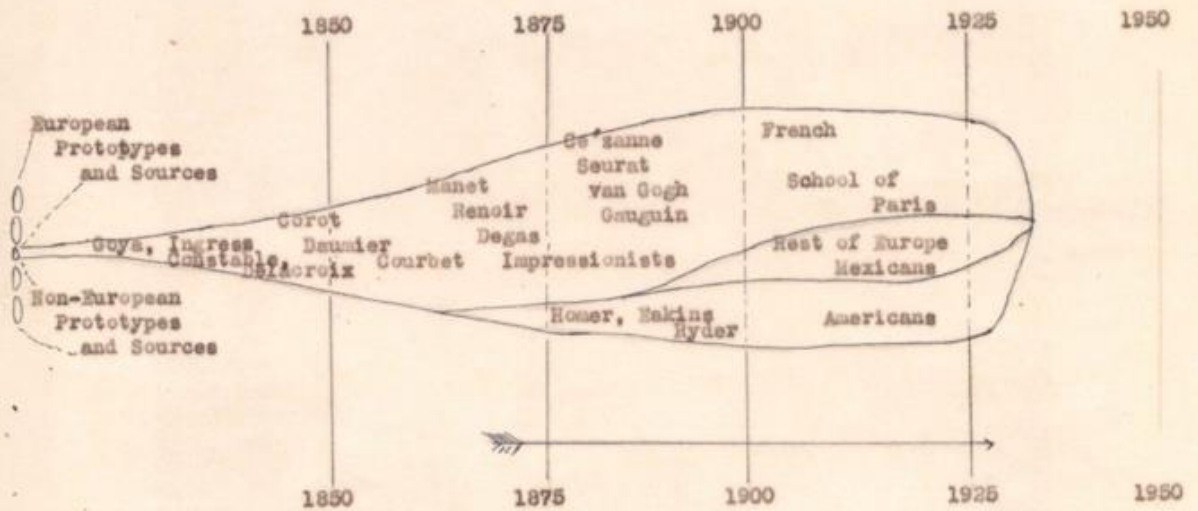 1850 1875 1900 1925 1950
European
Prototypes
and Sources
Ce'zanne
Seurat
van Gogh
Gauguin
French
School of
Paris
Manet
Renoir
Degas
Impressionists
Corot
Daumier
Courbet
Goya, Ingress
Constable,
Delacroix
Rest of Europe
Mexicans
Non-European
Prototypes
and Sources
Homer, Eakins
Ryder
Americans
1850 1875 1900 1925 1950